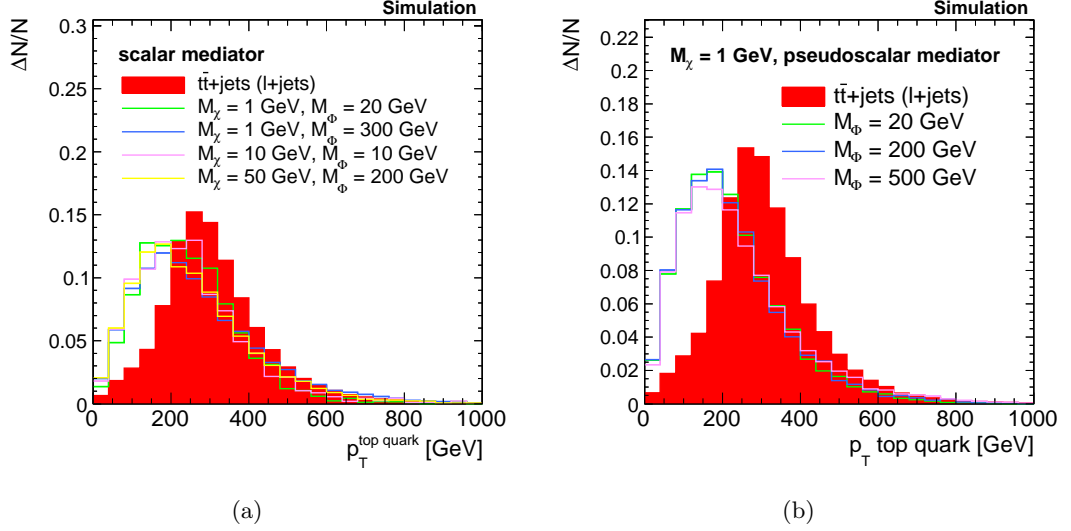 Simulation
ΔN/N
0.3
0.25
0.2
0.15
0.1
0.05
0
scalar mediator
tt̄+jets (l+jets)
M_χ = 1 GeV, M_Φ = 20 GeV
M_χ = 1 GeV, M_Φ = 300 GeV
M_χ = 10 GeV, M_Φ = 10 GeV
M_χ = 50 GeV, M_Φ = 200 GeV
0 200 400 600 800 1000
p_T^top quark [GeV]
(a)
Simulation
ΔN/N
0.22
0.2
0.18
0.16
0.14
0.12
0.1
0.08
0.06
0.04
0.02
0
M_χ = 1 GeV, pseudoscalar mediator
tt̄+jets (l+jets)
M_Φ = 20 GeV
M_Φ = 200 GeV
M_Φ = 500 GeV
0 200 400 600 800 1000
p_T top quark [GeV]
(b)